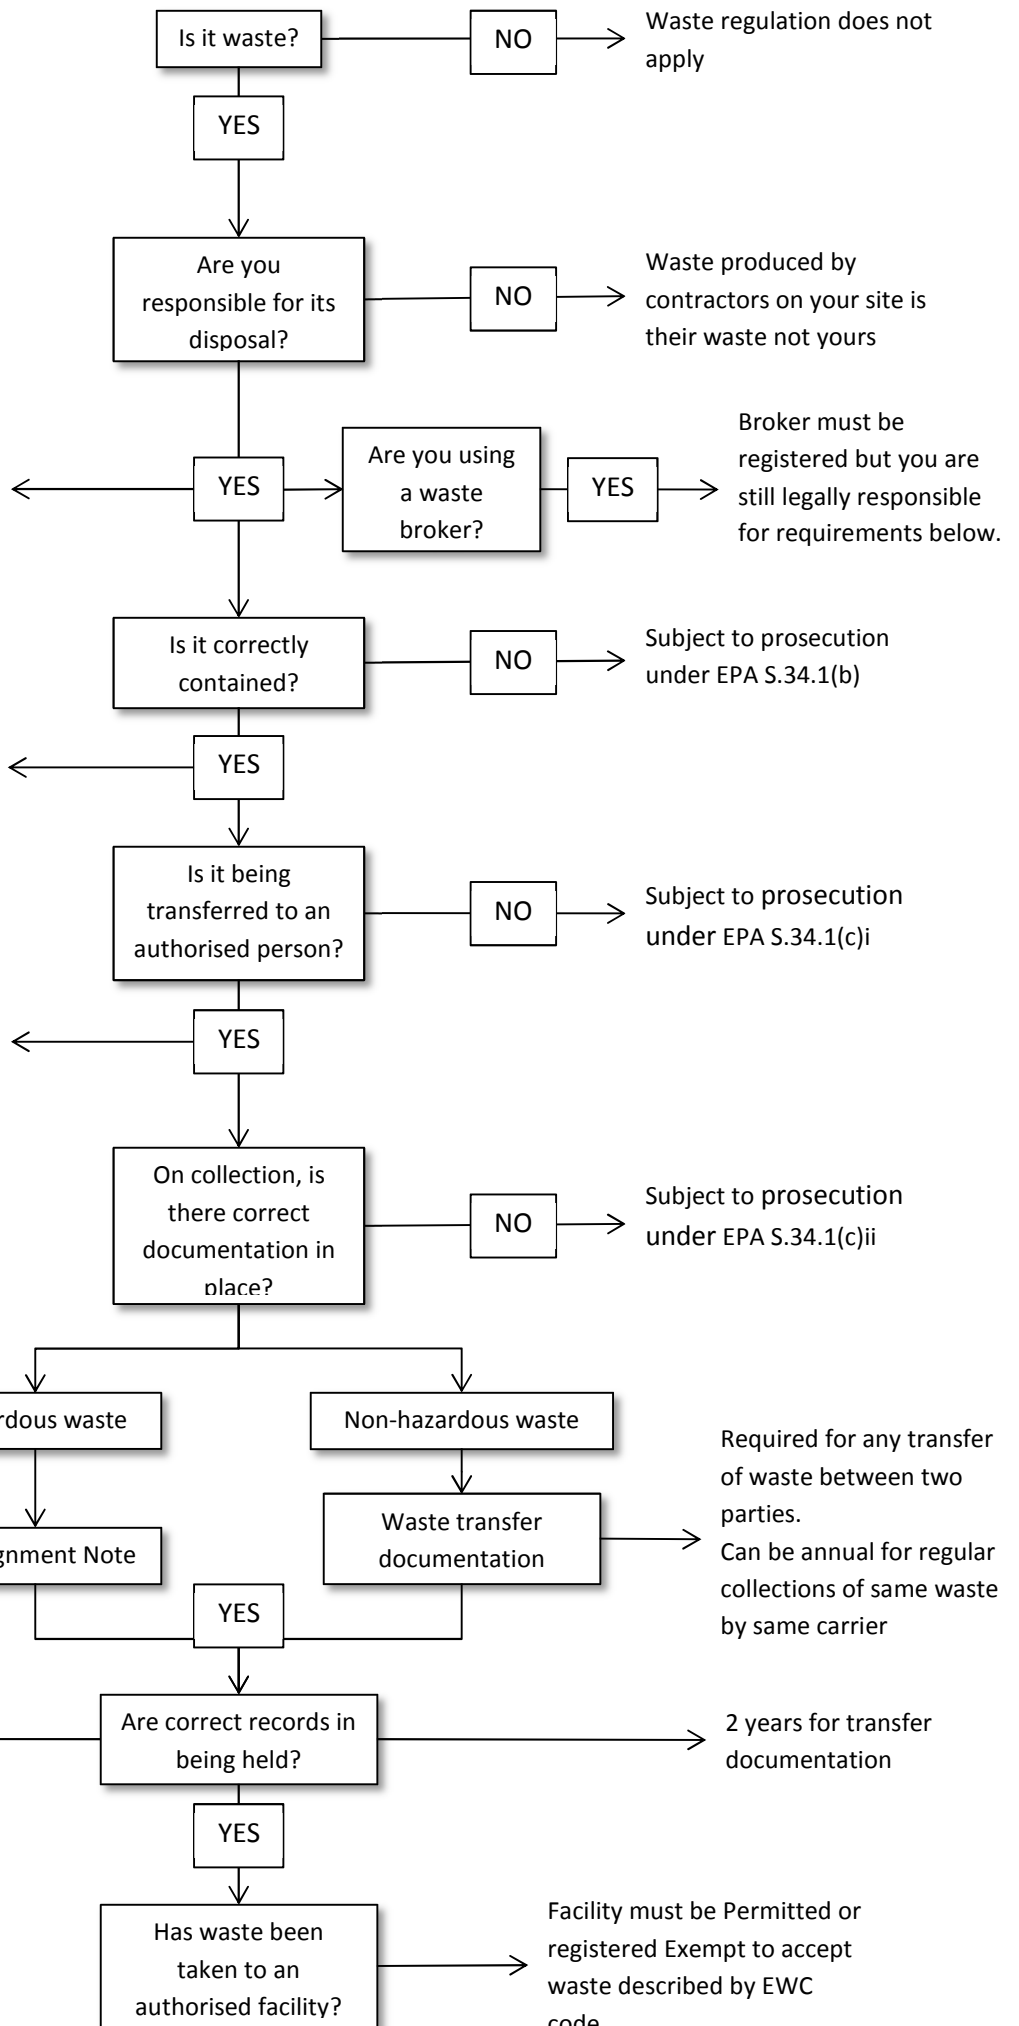 Is it waste?
NO
Waste regulation does not
apply
YES
Are you
responsible for its
disposal?
NO
Waste produced by
contractors on your site is
their waste not yours
YES
Are you using
a waste
broker?
YES
Broker must be
registered but you are
still legally responsible
for requirements below.
Is it correctly
contained?
NO
Subject to prosecution
under EPA S.34.1(b)
YES
Is it being
transferred to an
authorised person?
NO
Subject to prosecution
under EPA S.34.1(c)i
YES
On collection, is
there correct
documentation in
place?
NO
Subject to prosecution
under EPA S.34.1(c)ii
rdous waste
Non-hazardous waste
gnment Note
Waste transfer
documentation
Required for any transfer
of waste between two
parties.
Can be annual for regular
collections of same waste
by same carrier
YES
Are correct records in
being held?
2 years for transfer
documentation
YES
Has waste been
taken to an
authorised facility?
Facility must be Permitted or
registered Exempt to accept
waste described by EWC
code